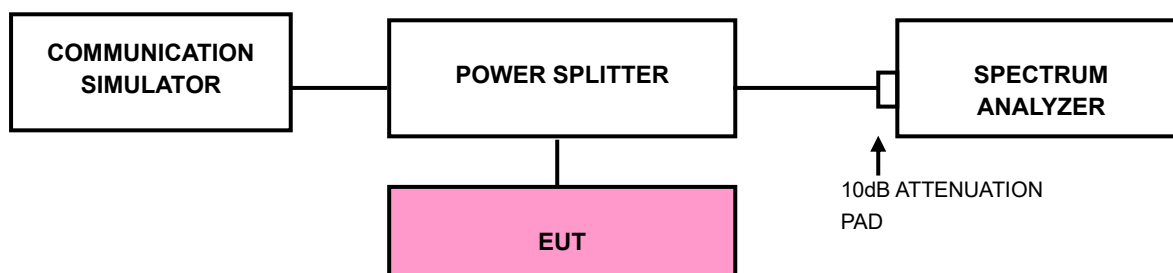 COMMUNICATION
SIMULATOR
POWER SPLITTER
SPECTRUM
ANALYZER
10dB ATTENUATION
PAD
EUT